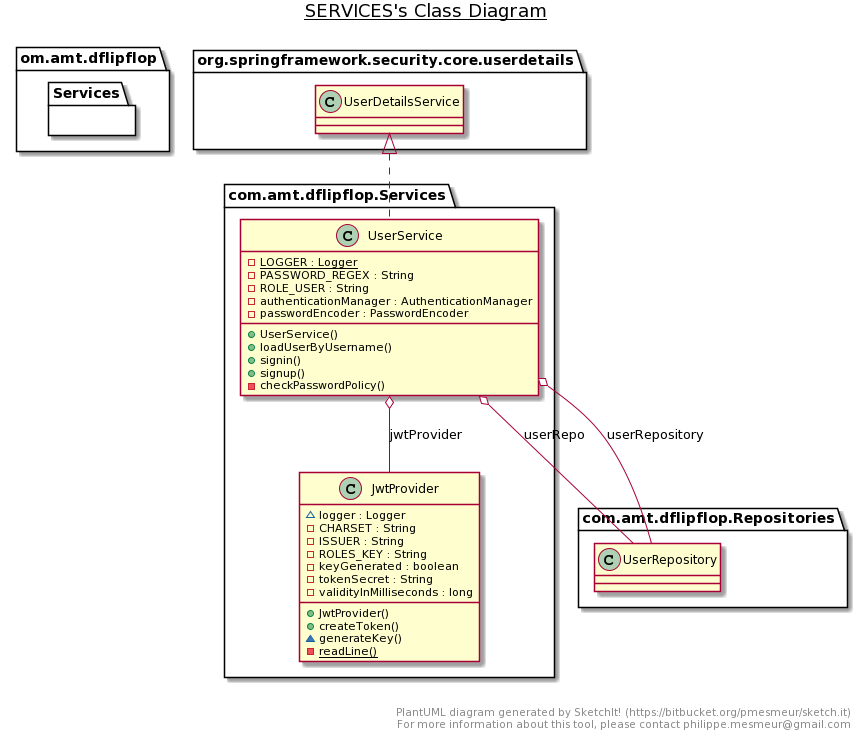 SERVICES's Class Diagram
om.amt.dflipflop
Services
org.springframework.security.core.userdetails
C UserDetailsService
com.amt.dflipflop.Services
C UserService
LOGGER : Logger
PASSWORD_REGEX : String
ROLE_USER : String
authenticationManager : AuthenticationManager
passwordEncoder : PasswordEncoder
UserService()
loadUserByUsername()
signin()
signup()
checkPasswordPolicy()
jwtProvider
userRepo
userRepository
C JwtProvider
logger : Logger
CHARSET : String
ISSUER : String
ROLES_KEY : String
keyGenerated : boolean
tokenSecret : String
validityInMilliseconds : long
JwtProvider()
createToken()
generateKey()
readLine()
com.amt.dflipflop.Repositories
C UserRepository
PlantUML diagram generated by SketchIt! (https://bitbucket.org/pmesmeur/sketch.it)
For more information about this tool, please contact philippe.mesmeur@gmail.com